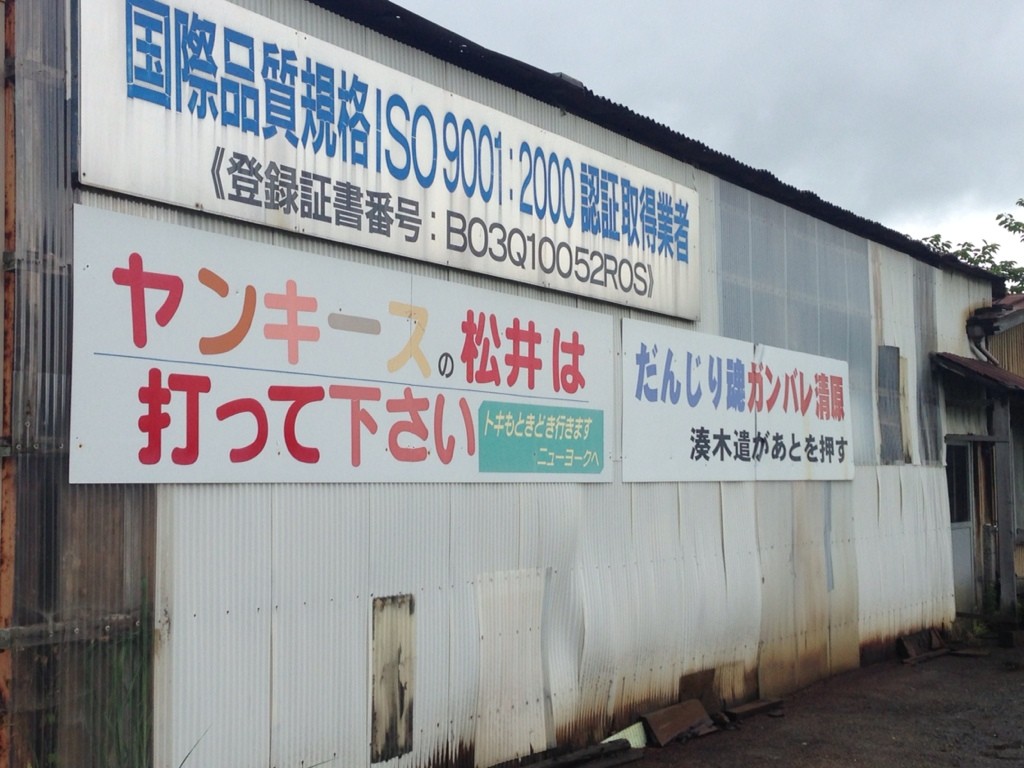 国際品質規格ISO9001:2000認証取得業者
《登録証書番号:BO3Q10052ROS》
ヤンキースの松井は
打って下さい
トキもときどき行きます
ニューヨークへ
だんじり魂ガンバレ清原
湊木遣があとを押す